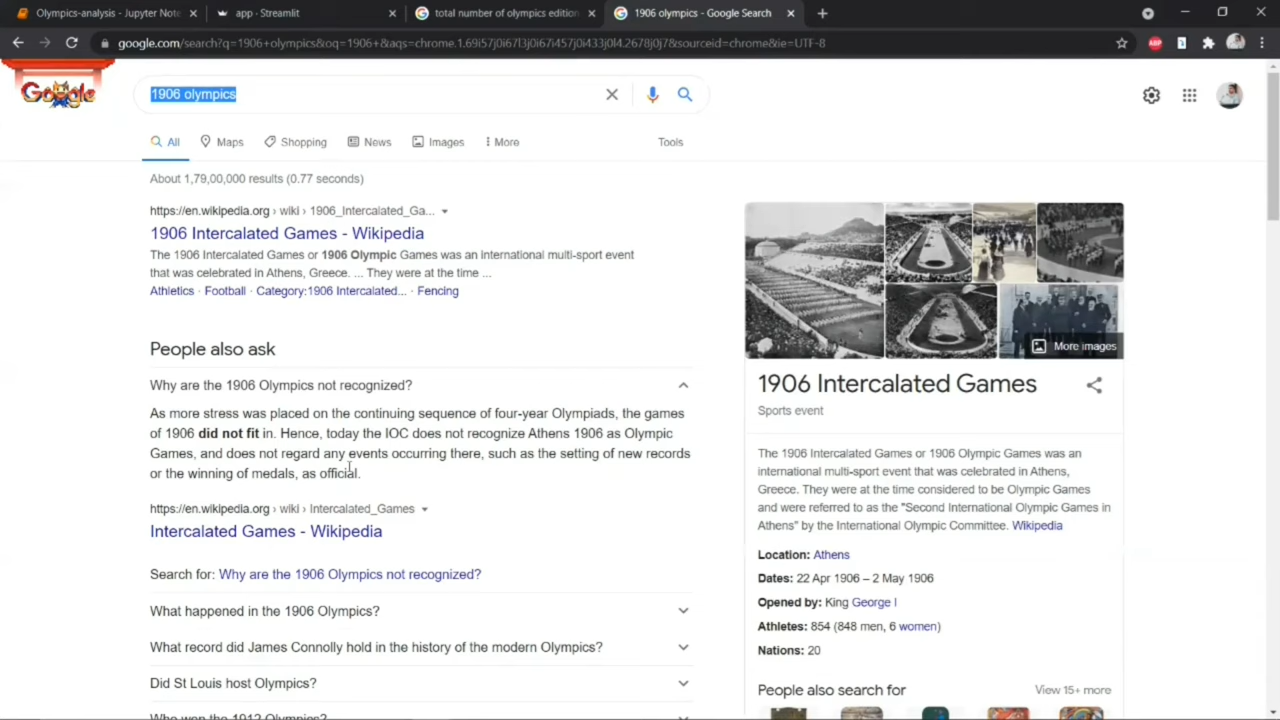 Olympics-analysis - Jupyter Note
app · Streamlit
total number of olympics edition
1906 olympics - Google Search
google.com/search?q=1906+olympics&oq=1906+&aqs=chrome.1.69i57j0i67l3j0i67i457j0i433j0l4.2678j0j7&sourceid=chrome&ie=UTF-8
ABP
Google
1906 olympics
All
Maps
Shopping
News
Images
More
Tools
About 1,79,00,000 results (0.77 seconds)
https://en.wikipedia.org › wiki › 1906_Intercalated_Ga...
1906 Intercalated Games - Wikipedia
The 1906 Intercalated Games or 1906 Olympic Games was an international multi-sport event
that was celebrated in Athens, Greece. ... They were at the time ...
Athletics · Football · Category:1906 Intercalated... · Fencing
People also ask
Why are the 1906 Olympics not recognized?
As more stress was placed on the continuing sequence of four-year Olympiads, the games
of 1906 did not fit in. Hence, today the IOC does not recognize Athens 1906 as Olympic
Games, and does not regard any events occurring there, such as the setting of new records
or the winning of medals, as official.
https://en.wikipedia.org › wiki › Intercalated_Games
Intercalated Games - Wikipedia
Search for: Why are the 1906 Olympics not recognized?
What happened in the 1906 Olympics?
What record did James Connolly hold in the history of the modern Olympics?
Did St Louis host Olympics?
Who won the 1912 Olympics?
More images
1906 Intercalated Games
Sports event
The 1906 Intercalated Games or 1906 Olympic Games was an
international multi-sport event that was celebrated in Athens,
Greece. They were at the time considered to be Olympic Games
and were referred to as the "Second International Olympic Games in
Athens" by the International Olympic Committee. Wikipedia
Location: Athens
Dates: 22 Apr 1906 – 2 May 1906
Opened by: King George I
Athletes: 854 (848 men, 6 women)
Nations: 20
People also search for
View 15+ more